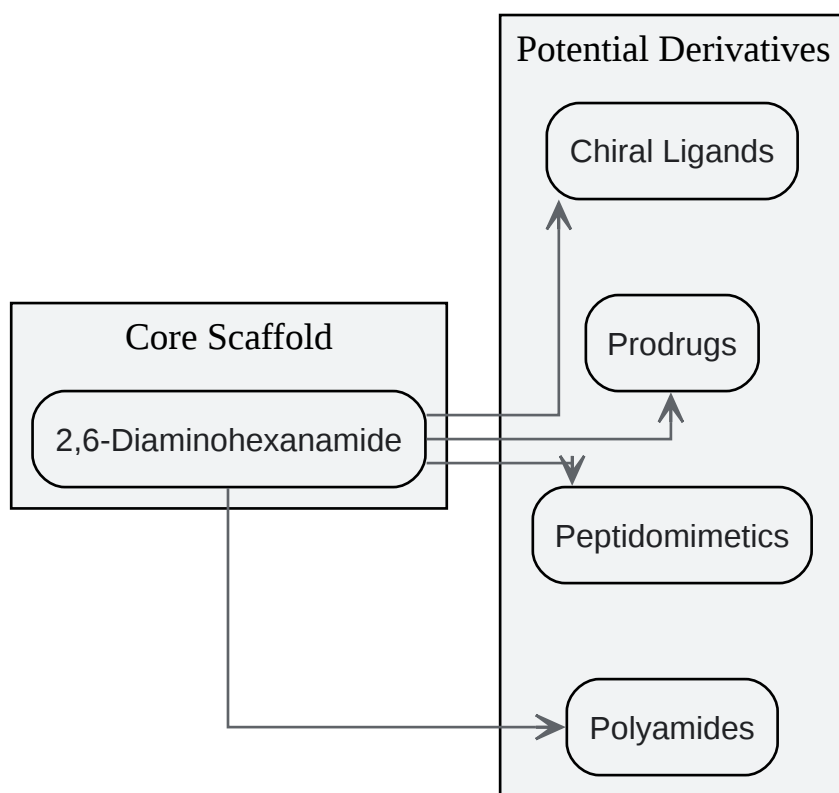 Potential Derivatives
Chiral Ligands
Prodrugs
Core Scaffold
2,6-Diaminohexanamide
Peptidomimetics
Polyamides